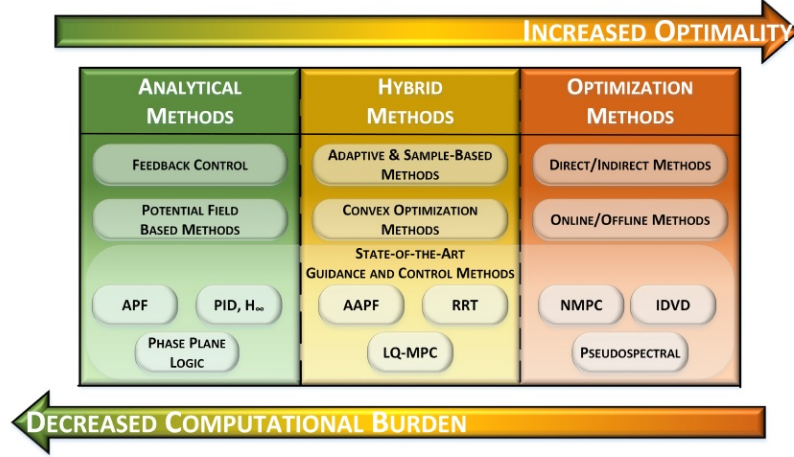 INCREASED OPTIMALITY
ANALYTICAL
METHODS
HYBRID
METHODS
OPTIMIZATION
METHODS
FEEDBACK CONTROL
ADAPTIVE & SAMPLE-BASED
METHODS
DIRECT/INDIRECT METHODS
POTENTIAL FIELD
BASED METHODS
CONVEX OPTIMIZATION
METHODS
ONLINE/OFFLINE METHODS
STATE-OF-THE-ART
GUIDANCE AND CONTROL METHODS
APF
PID, H∞
AAPF
RRT
NMPC
IDVD
PHASE PLANE
LOGIC
LQ-MPC
PSEUDOSPECTRAL
DECREASED COMPUTATIONAL BURDEN